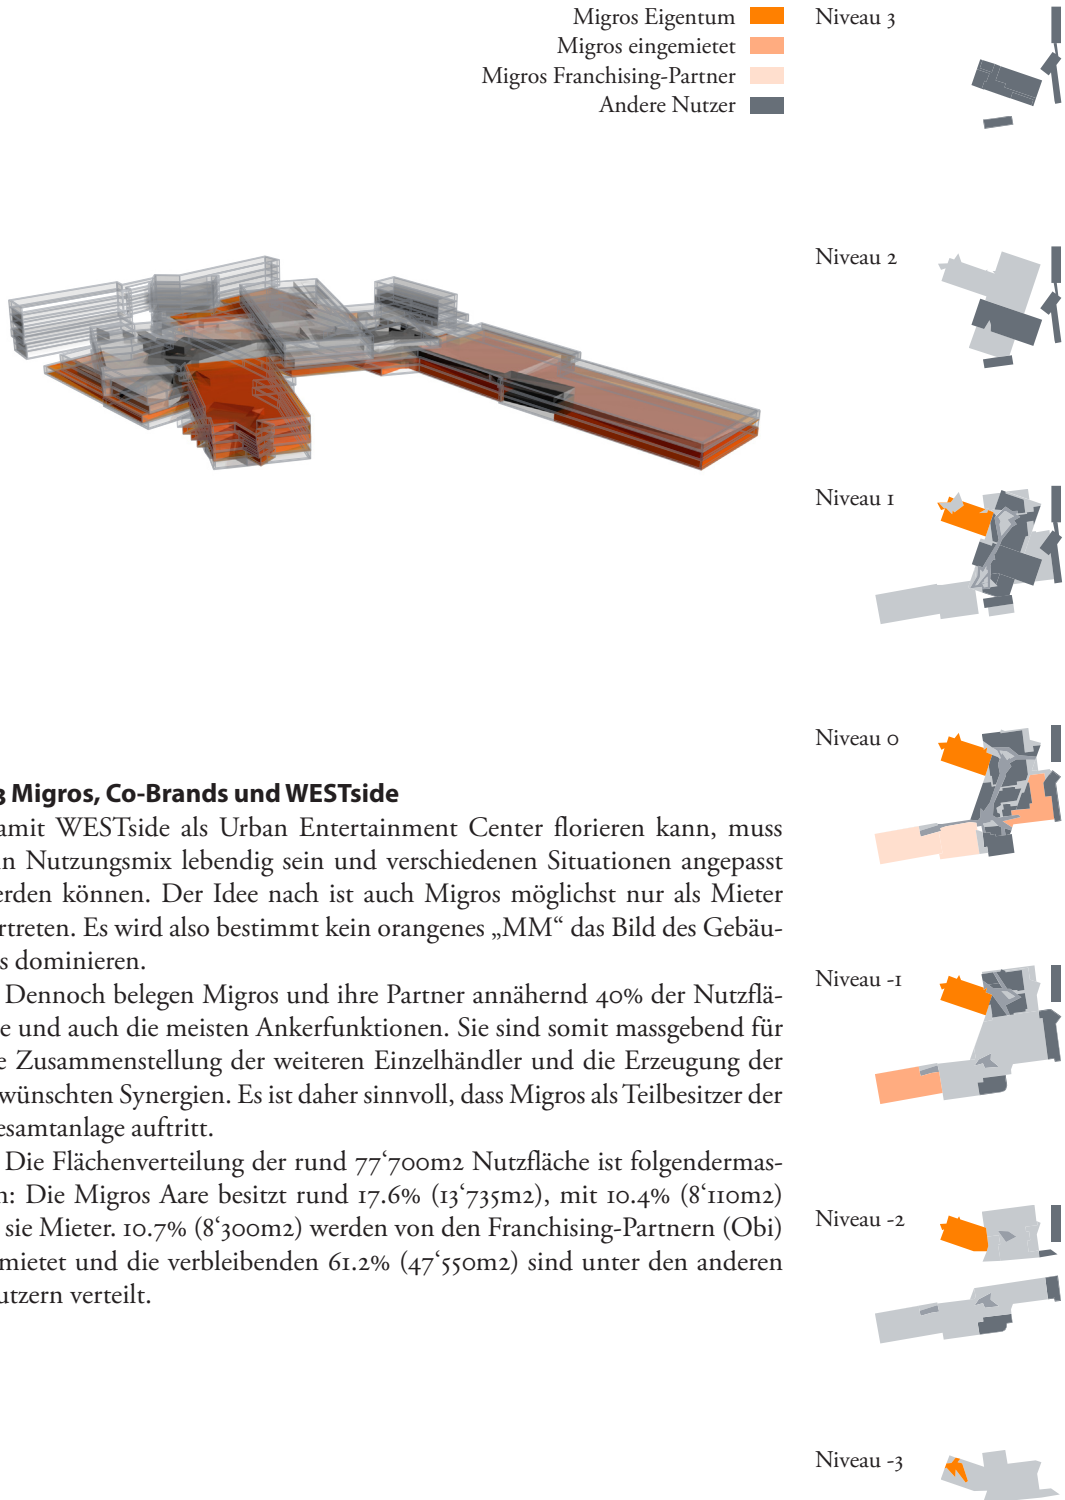 Migros Eigentum
Migros eingemietet
Migros Franchising-Partner
Andere Nutzer
Niveau 3
Niveau 2
Niveau 1
Niveau 0
Niveau -1
Niveau -2
Niveau -3
3 Migros, Co-Brands und WESTside
amit WESTside als Urban Entertainment Center florieren kann, muss
n Nutzungsmix lebendig sein und verschiedenen Situationen angepasst
erden können. Der Idee nach ist auch Migros möglichst nur als Mieter
rtreten. Es wird also bestimmt kein orangenes „MM“ das Bild des Gebäu-
s dominieren.
Dennoch belegen Migros und ihre Partner annähernd 40% der Nutzflä-
e und auch die meisten Ankerfunktionen. Sie sind somit massgebend für
e Zusammenstellung der weiteren Einzelhändler und die Erzeugung der
wünschten Synergien. Es ist daher sinnvoll, dass Migros als Teilbesitzer der
esamtanlage auftritt.
Die Flächenverteilung der rund 77‘700m2 Nutzfläche ist folgendermas-
n: Die Migros Aare besitzt rund 17.6% (13‘735m2), mit 10.4% (8‘110m2)
sie Mieter. 10.7% (8‘300m2) werden von den Franchising-Partnern (Obi)
mietet und die verbleibenden 61.2% (47‘550m2) sind unter den anderen
utzern verteilt.